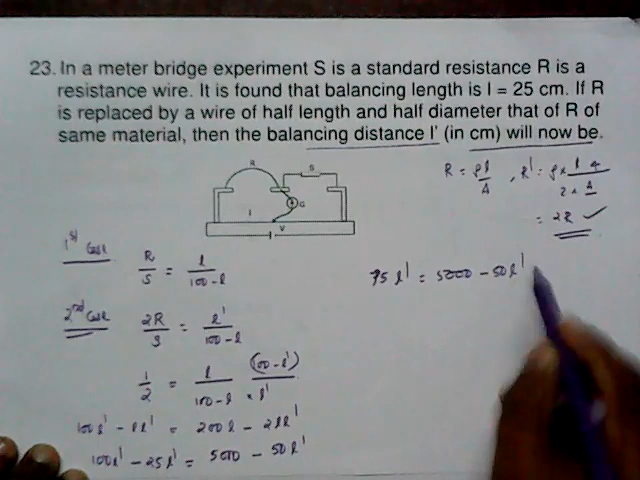 23. In a meter bridge experiment S is a standard resistance R is a
resistance wire. It is found that balancing length is l = 25 cm. If R
is replaced by a wire of half length and half diameter that of R of
same material, then the balancing distance l' (in cm) will now be.
R S
G
l
V
R = ρl/A , R' = ρ × l 4 / 2 × A
= 2R ✓
1st Case R/S = l/100-l
75 l' = 5000 - 50 l'
2nd Case 2R/S = l'/100-l
1/2 = l/100-l × (100-l')/l'
100l' - ll' = 200l - 2ll'
100l' - 25l' = 5000 - 50l'